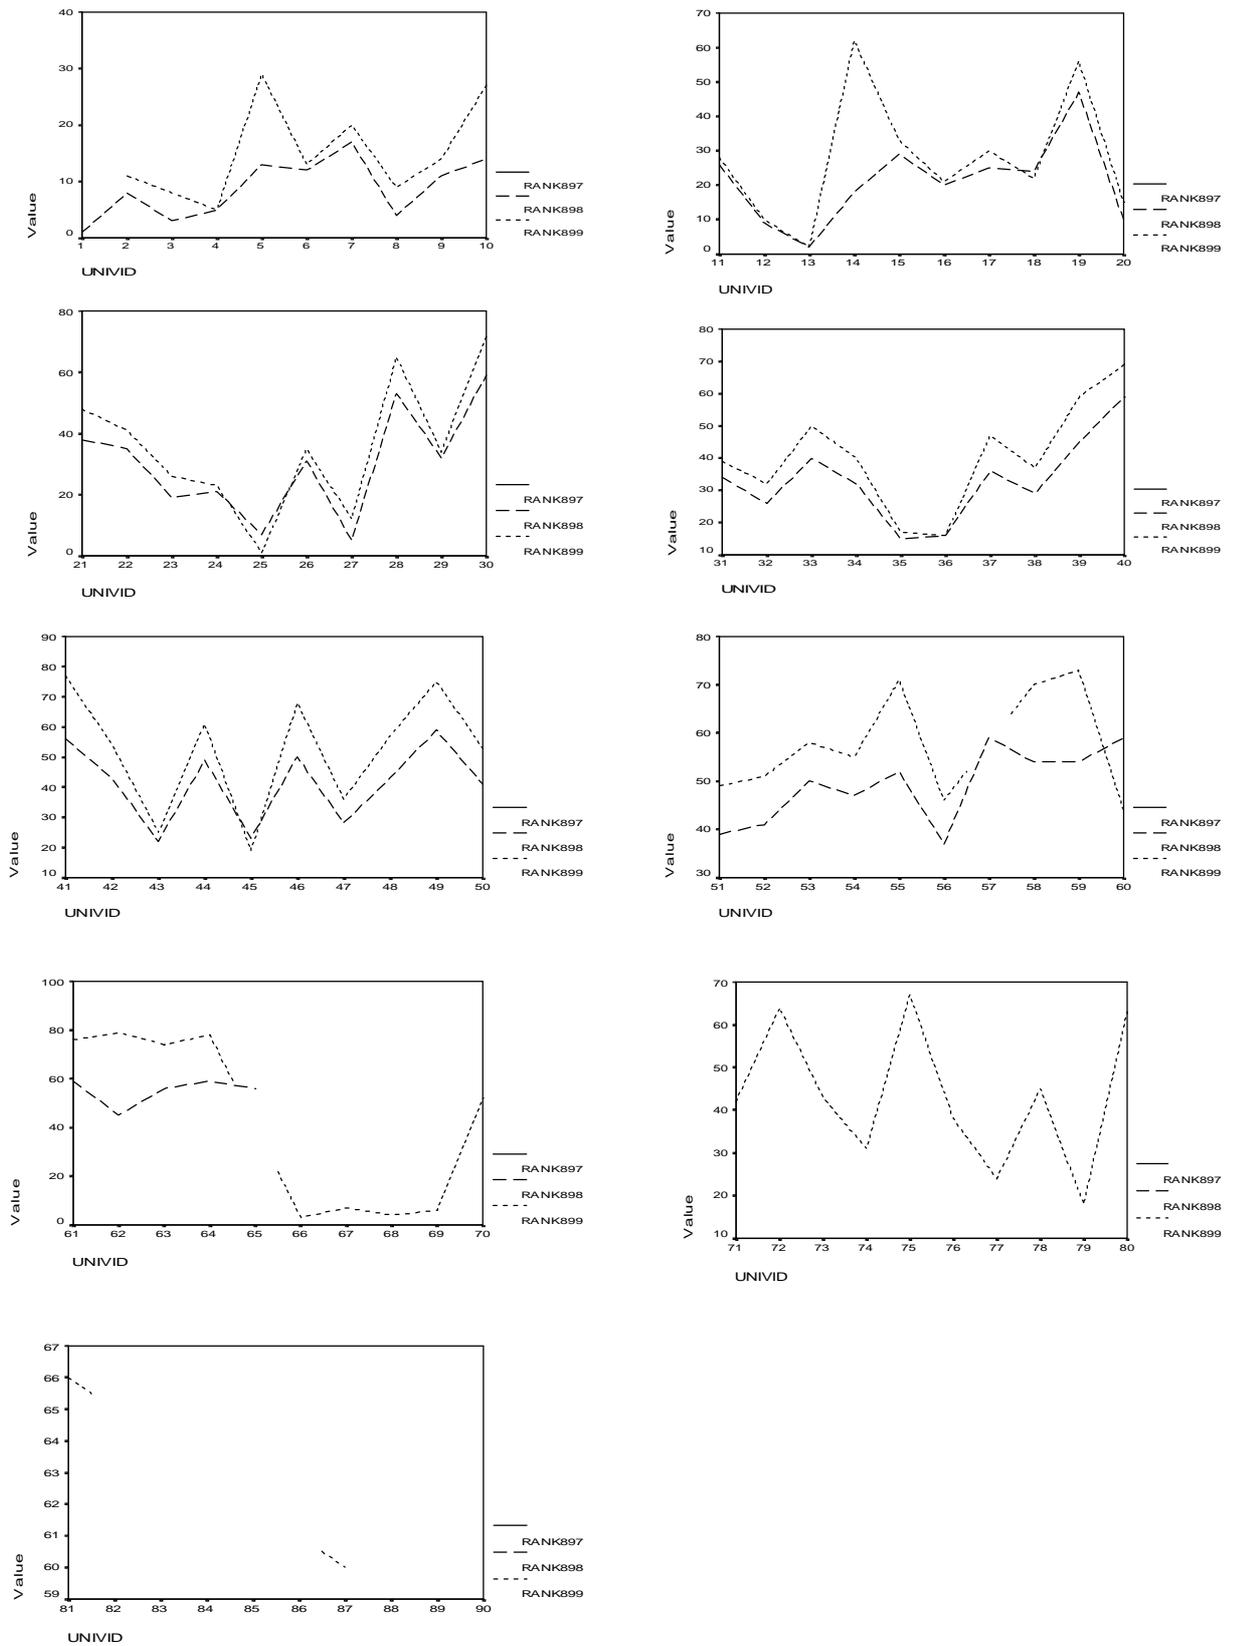 40
30
20
10
0
Value
1 2 3 4 5 6 7 8 9 10
UNIVID
RANK897
RANK898
RANK899
70
60
50
40
30
20
10
0
Value
11 12 13 14 15 16 17 18 19 20
UNIVID
RANK897
RANK898
RANK899
80
60
40
20
0
Value
21 22 23 24 25 26 27 28 29 30
UNIVID
RANK897
RANK898
RANK899
80
70
60
50
40
30
20
10
Value
31 32 33 34 35 36 37 38 39 40
UNIVID
RANK897
RANK898
RANK899
90
80
70
60
50
40
30
20
10
Value
41 42 43 44 45 46 47 48 49 50
UNIVID
RANK897
RANK898
RANK899
80
70
60
50
40
30
Value
51 52 53 54 55 56 57 58 59 60
UNIVID
RANK897
RANK898
RANK899
100
80
60
40
20
0
Value
61 62 63 64 65 66 67 68 69 70
UNIVID
RANK897
RANK898
RANK899
70
60
50
40
30
20
10
Value
71 72 73 74 75 76 77 78 79 80
UNIVID
RANK897
RANK898
RANK899
67
66
65
64
63
62
61
60
59
Value
81 82 83 84 85 86 87 88 89 90
UNIVID
RANK897
RANK898
RANK899